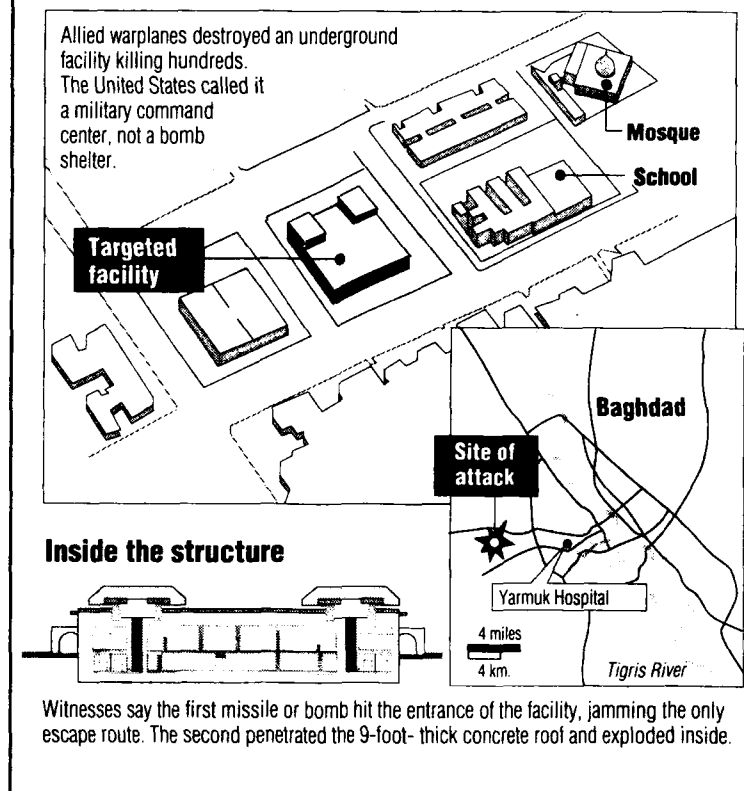 Allied warplanes destroyed an underground
facility killing hundreds.
The United States called it
a military command
center, not a bomb
shelter.
Mosque
School
Targeted
facility
Baghdad
Site of
attack
Yarmuk Hospital
4 miles
4 km.
Tigris River
Inside the structure
Witnesses say the first missile or bomb hit the entrance of the facility, jamming the only
escape route. The second penetrated the 9-foot- thick concrete roof and exploded inside.